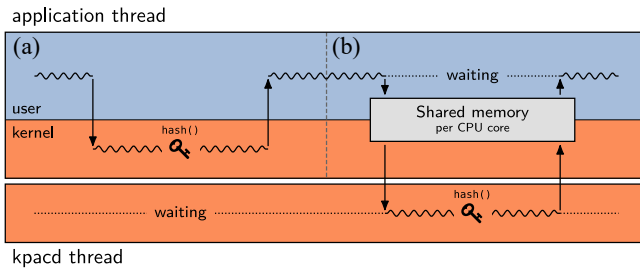 application thread
(a)
(b)
waiting
user
Shared memory
per CPU core
kernel
hash()
hash()
waiting
kpacd thread